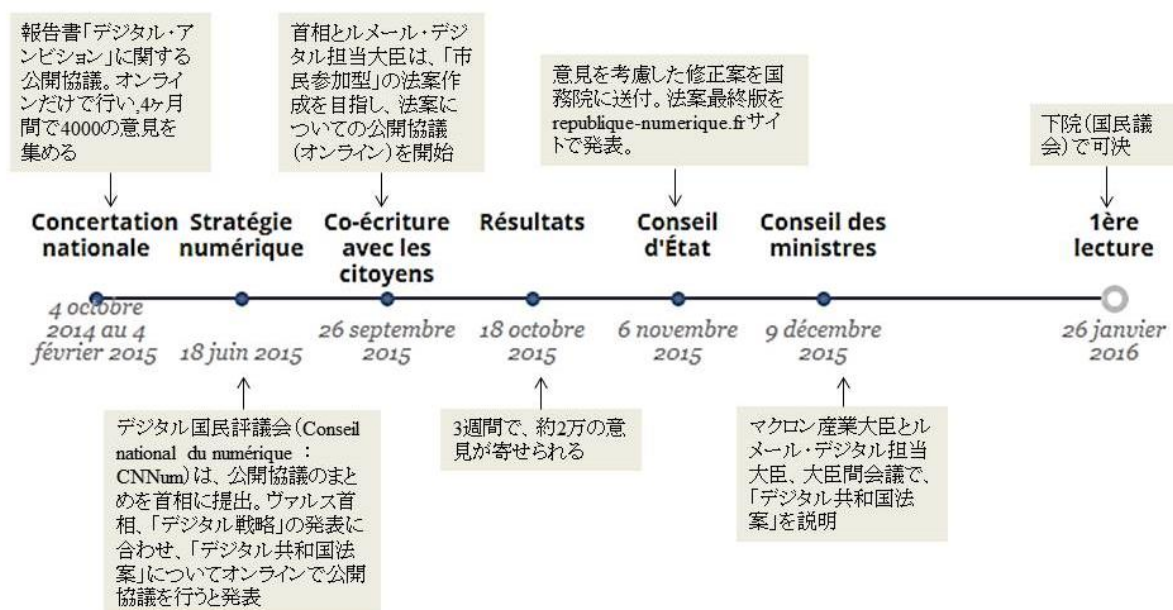 報告書「デジタル・ア
ンビション」に関する
公開協議。オンライ
ンだけで行い,4ヶ月
間で4000の意見を
集める
首相とルメール・デジ
タル担当大臣は、「市
民参加型」の法案作
成を目指し、法案に
ついての公開協議
(オンライン)を開始
意見を考慮した修正案を国
務院に送付。法案最終版を
republique-numerique.frサイ
トで発表。
下院(国民議
会)で可決
Concertation
nationale
Stratégie
numérique
Co-écriture
avec les
citoyens
Résultats
Conseil
d'État
Conseil des
ministres
1ère
lecture
4 octobre
2014 au 4
février 2015
18 juin 2015
26 septembre
2015
18 octobre
2015
6 novembre
2015
9 décembre
2015
26 janvier
2016
デジタル国民評議会(Conseil
national du numérique :
CNNum)は、公開協議のまと
めを首相に提出。ヴァルス首
相、「デジタル戦略」の発表に
合わせ、「デジタル共和国法
案」についてオンラインで公開
協議を行うと発表
3週間で、約2万の意
見が寄せられる
マクロン産業大臣とル
メール・デジタル担当
大臣、大臣間会議で、
「デジタル共和国法
案」を説明